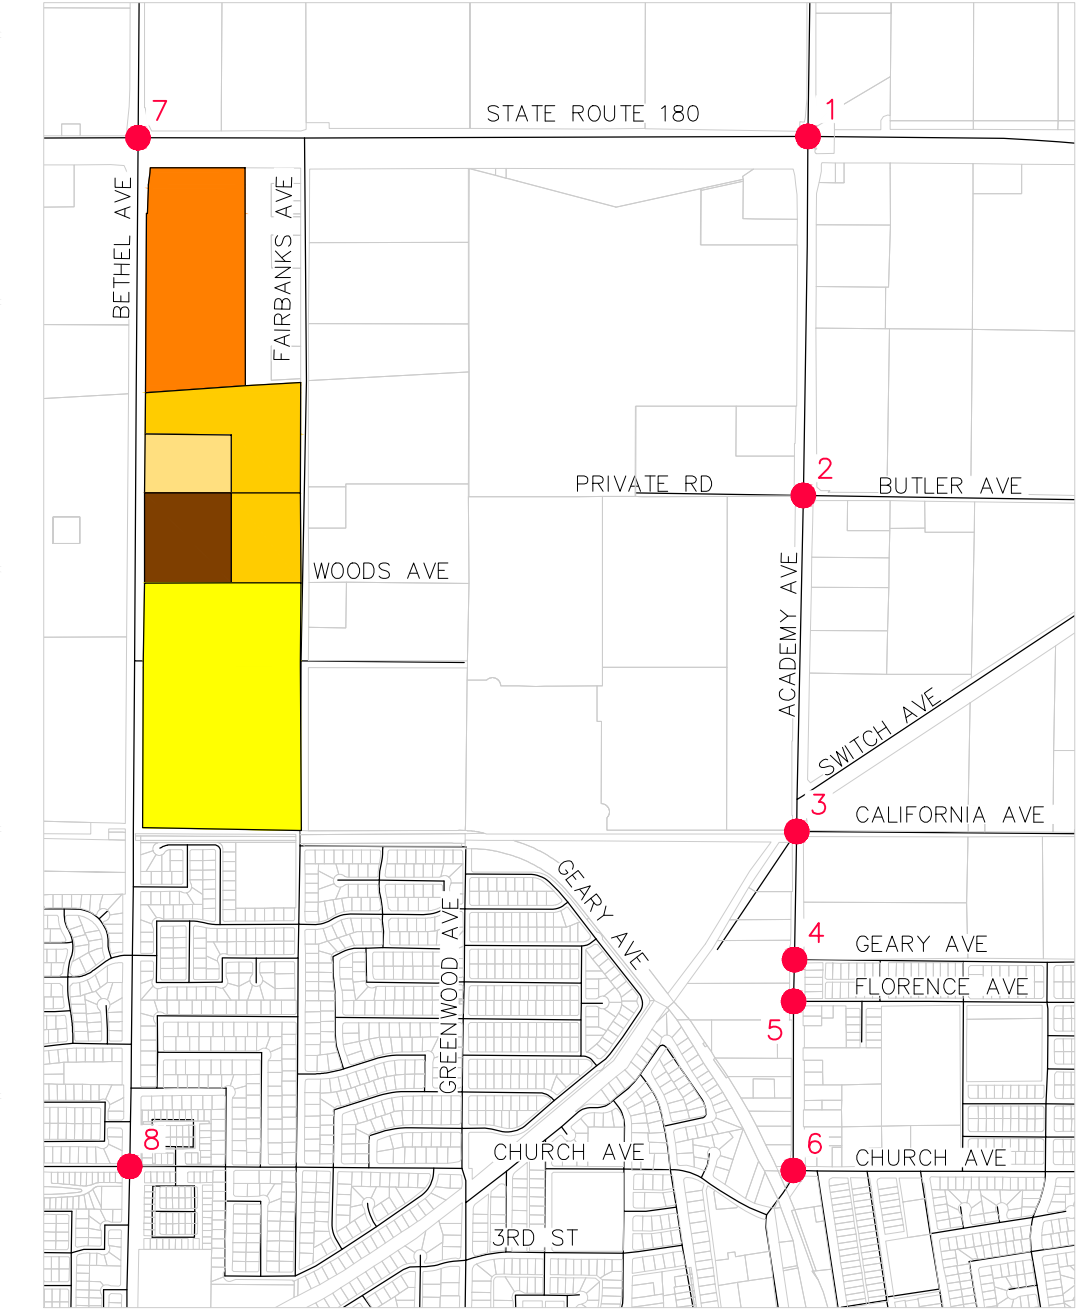 7
1
STATE ROUTE 180
BETHEL AVE
FAIRBANKS AVE
2
PRIVATE RD
BUTLER AVE
WOODS AVE
ACADEMY AVE
SWITCH AVE
3
CALIFORNIA AVE
GEARY AVE
GREENWOOD AVE
4
GEARY AVE
FLORENCE AVE
5
8
CHURCH AVE
6
CHURCH AVE
3RD ST